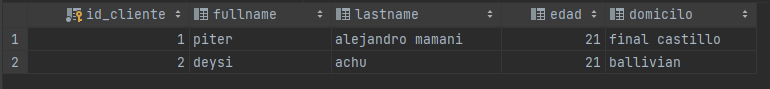 id_cliente fullname lastname edad domicilo
1 1 piter alejandro mamani 21 final castillo
2 2 deysi achu 21 ballivian